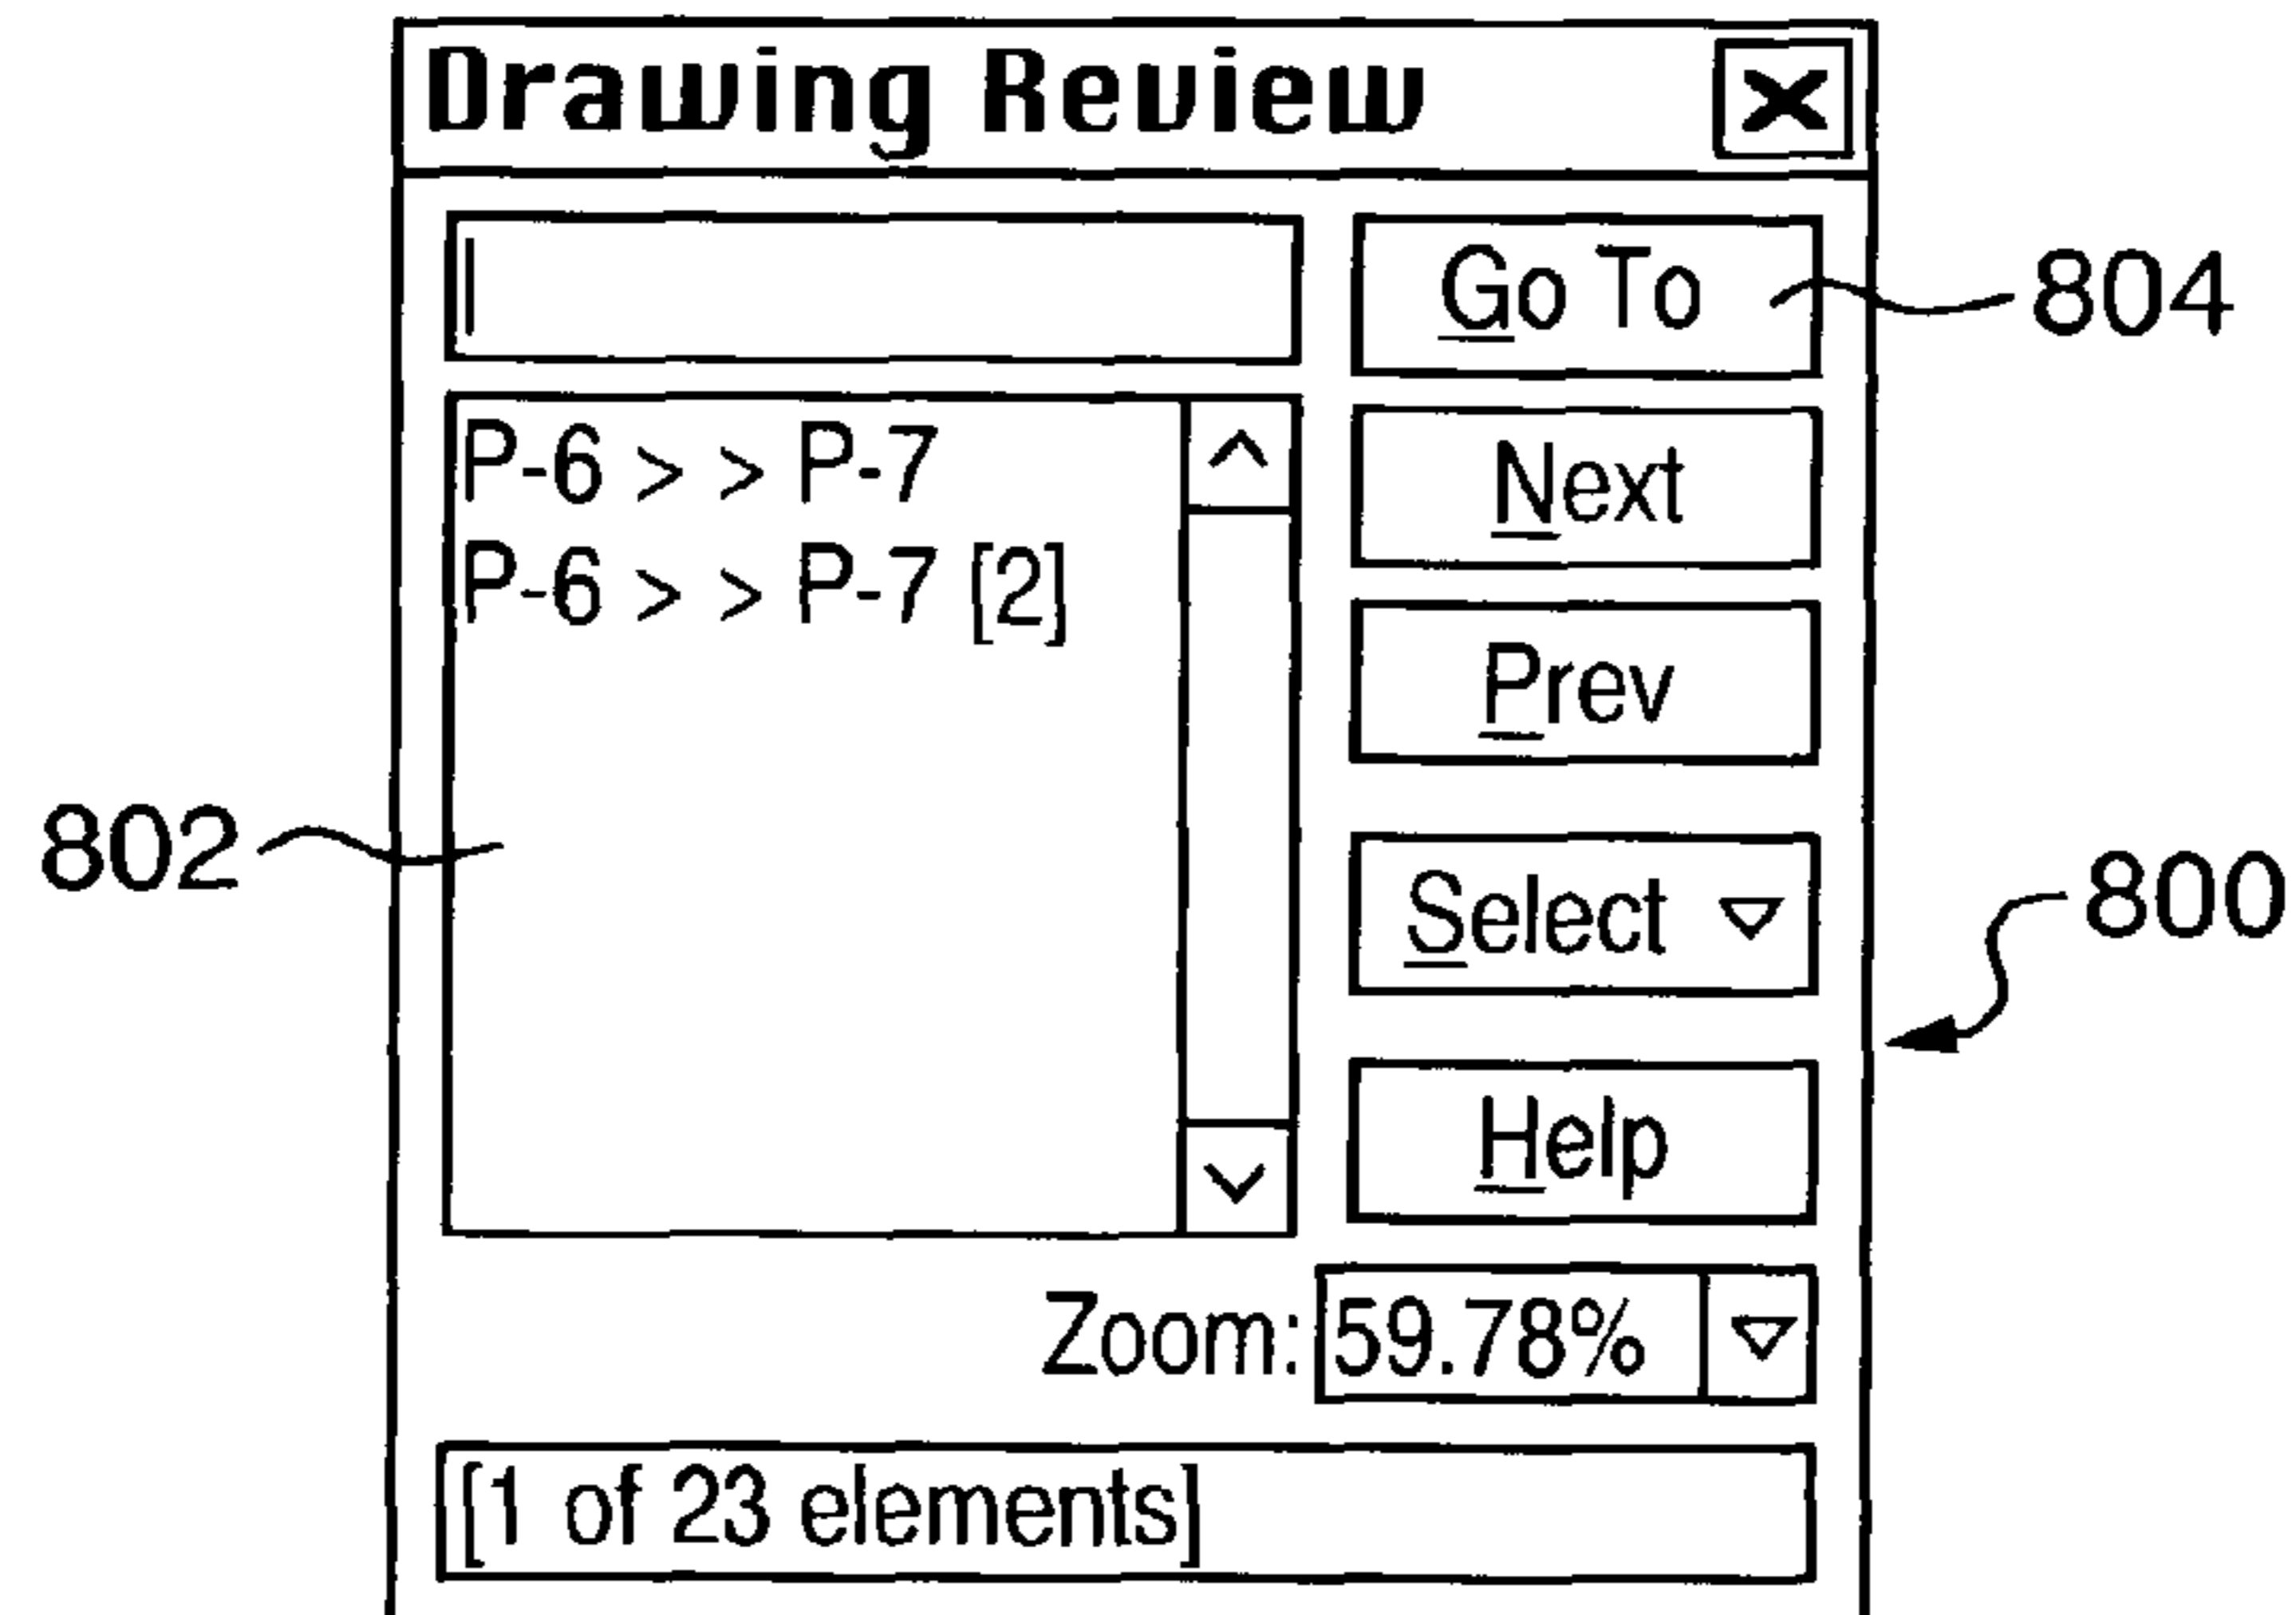 Drawing Review
Go To
804
P-6 > > P-7
Next
P-6 > > P-7 [2]
Prev
802
Select
800
Help
Zoom: 59.78%
[1 of 23 elements]